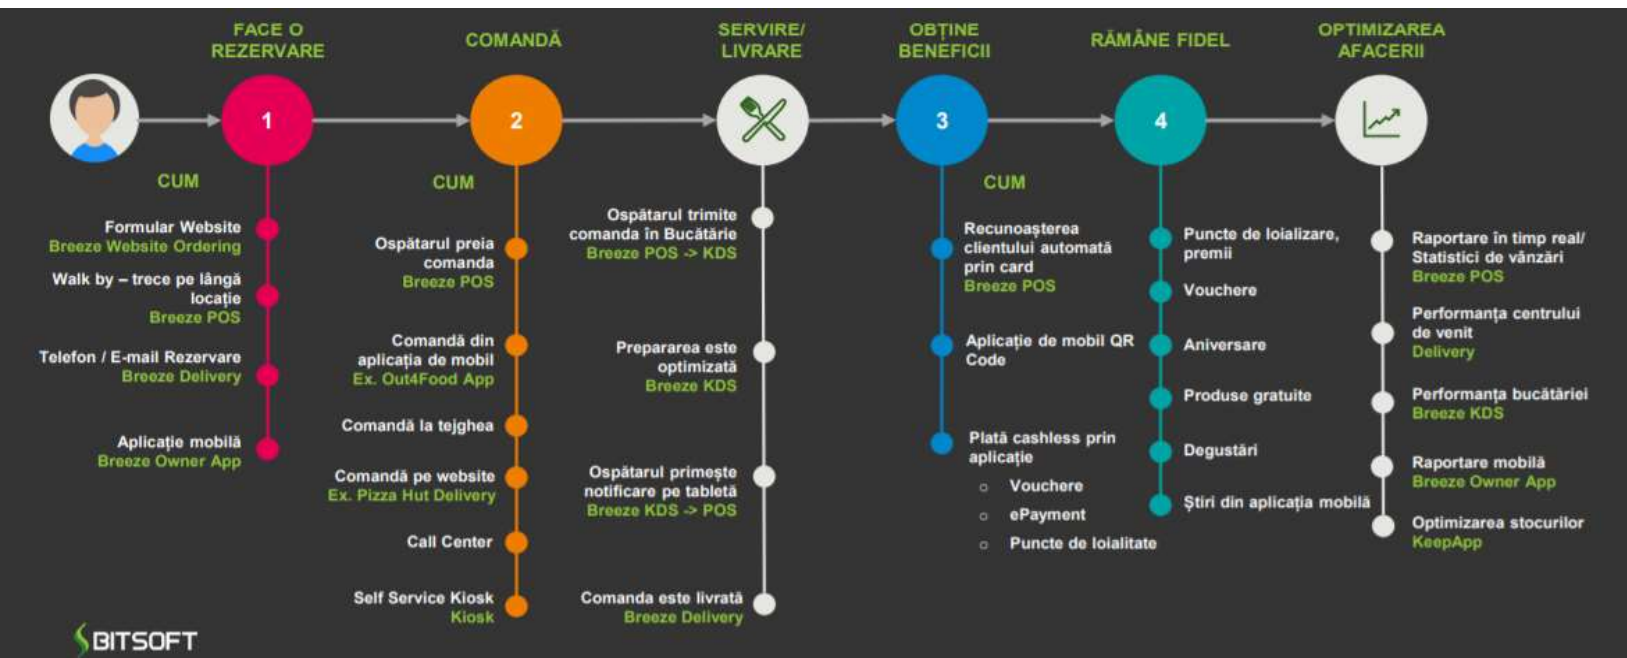 FACE O
REZERVARE
COMANDĂ
SERVIRE/
LIVRARE
OBȚINE
BENEFICII
RĂMÂNE FIDEL
OPTIMIZAREA
AFACERII
1
2
3
4
CUM
Formular Website
Breeze Website Ordering
Walk by – trece pe lângă
locație
Breeze POS
Telefon / E-mail Rezervare
Breeze Delivery
Aplicație mobilă
Breeze Owner App
CUM
Ospătarul preia
comanda
Breeze POS
Comandă din
aplicația de mobil
Ex. Out4Food App
Comandă la tejghea
Comandă pe website
Ex. Pizza Hut Delivery
Call Center
Self Service Kiosk
Kiosk
Ospătarul trimite
comanda în Bucătărie
Breeze POS -> KDS
Prepararea este
optimizată
Breeze KDS
Ospătarul primește
notificare pe tabletă
Breeze KDS -> POS
Comanda este livrată
Breeze Delivery
CUM
Recunoașterea
clientului automată
prin card
Breeze POS
Aplicație de mobil QR
Code
Plată cashless prin
aplicație
o Vouchere
o ePayment
o Puncte de loialitate
Puncte de loializare,
premii
Vouchere
Aniversare
Produse gratuite
Degustări
Știri din aplicația mobilă
Raportare în timp real/
Statistici de vânzări
Breeze POS
Performanța centrului
de venit
Delivery
Performanța bucătăriei
Breeze KDS
Raportare mobilă
Breeze Owner App
Optimizarea stocurilor
KeepApp
BITSOFT